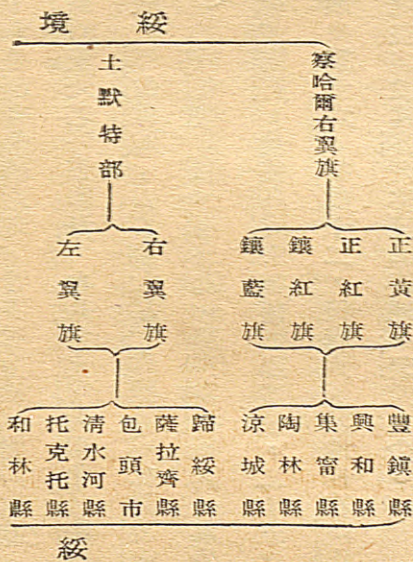 綏境
察哈爾右翼旗
正黃旗
正紅旗
鑲紅旗
鑲藍旗
豐鎮縣
興和縣
集甯縣
陶林縣
涼城縣
土默特部
右翼旗
左翼旗
歸綏縣
薩拉齊縣
包頭市
清水河縣
托克托縣
和林縣
綏